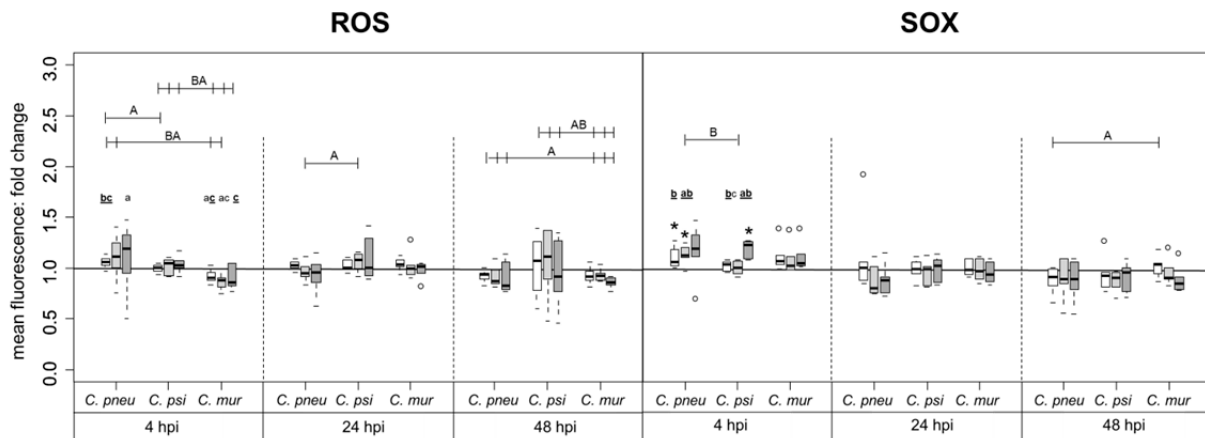 ROS SOX
mean fluorescence: fold change
3.0
2.5
2.0
1.5
1.0
0.5
0.0
BA
A
BA
bc a ac ac c
A
AB
A
B
b ab bc ab
* * *
A
C. pneu C. psi C. mur C. pneu C. psi C. mur C. pneu C. psi C. mur C. pneu C. psi C. mur C. pneu C. psi C. mur C. pneu C. psi C. mur
4 hpi 24 hpi 48 hpi 4 hpi 24 hpi 48 hpi